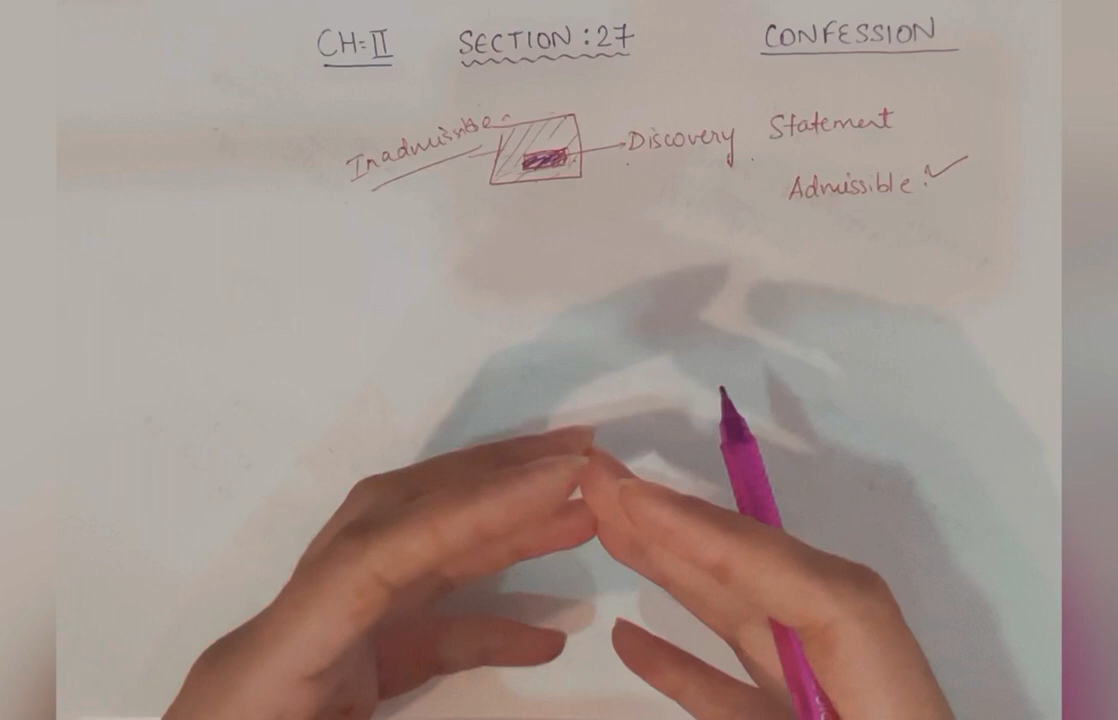 CH=II SECTION:27 CONFESSION
Inadmissible Discovery Statement
Admissible